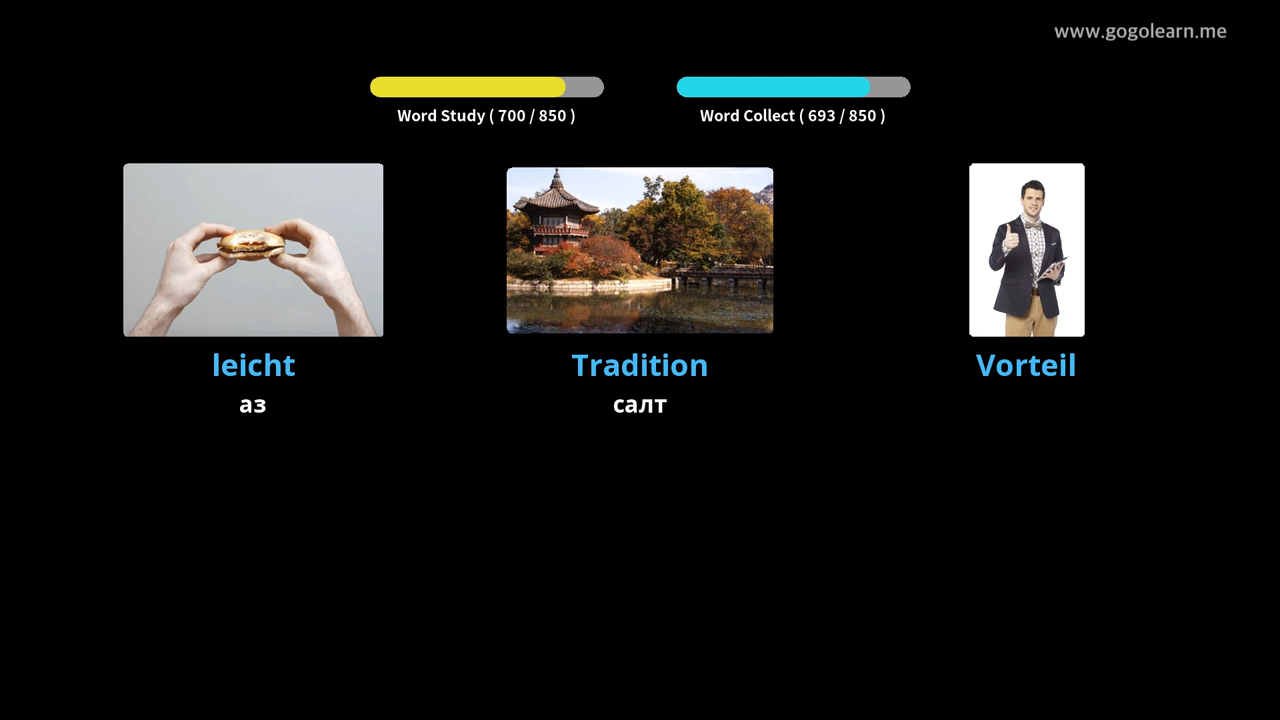 www.gogolearn.me
Word Study ( 700 / 850 )
Word Collect ( 693 / 850 )
leicht
аз
Tradition
салт
Vorteil